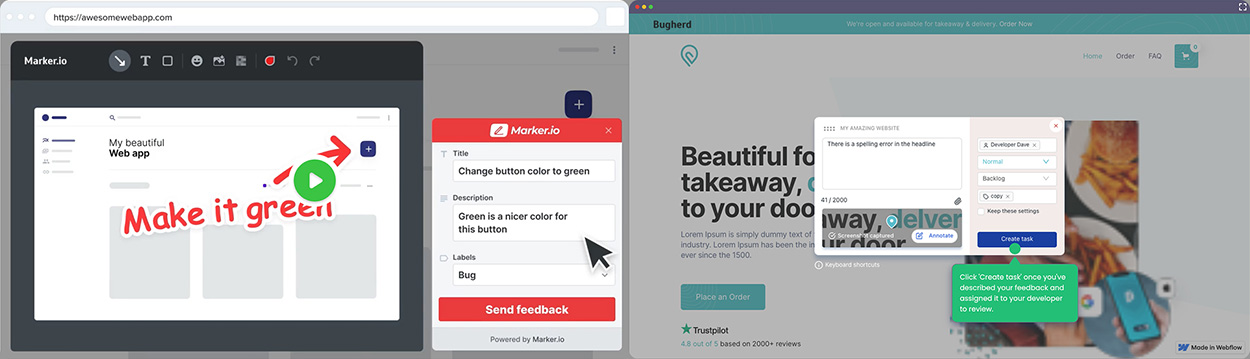 https://awesomewebapp.com
Marker.io
T
My beautiful
Web app
Make it green
Marker.io
Title
Change button color to green
Description
Green is a nicer color for
this button
Labels
Bug
Send feedback
Powered by Marker.io
Bugherd
We're open and available for takeaway & delivery. Order Now
Home
Order
FAQ
0
Beautiful fo
takeaway,
to your doo
Lorem Ipsum is simply dummy text of
industry. Lorem Ipsum has been the in
ever since the 1500.
Place an Order
Trustpilot
4.8 out of 5 based on 2000+ reviews
MY AMAZING WEBSITE
There is a spelling error in the headline
41 / 2000
way, deliver
ur door
Screenshot captured
Annotate
Keyboard shortcuts
Developer Dave
Normal
Backlog
copy
Keep these settings
Create task
Click 'Create task' once you've
described your feedback and
assigned it to your developer
to review.
Made in Webflow